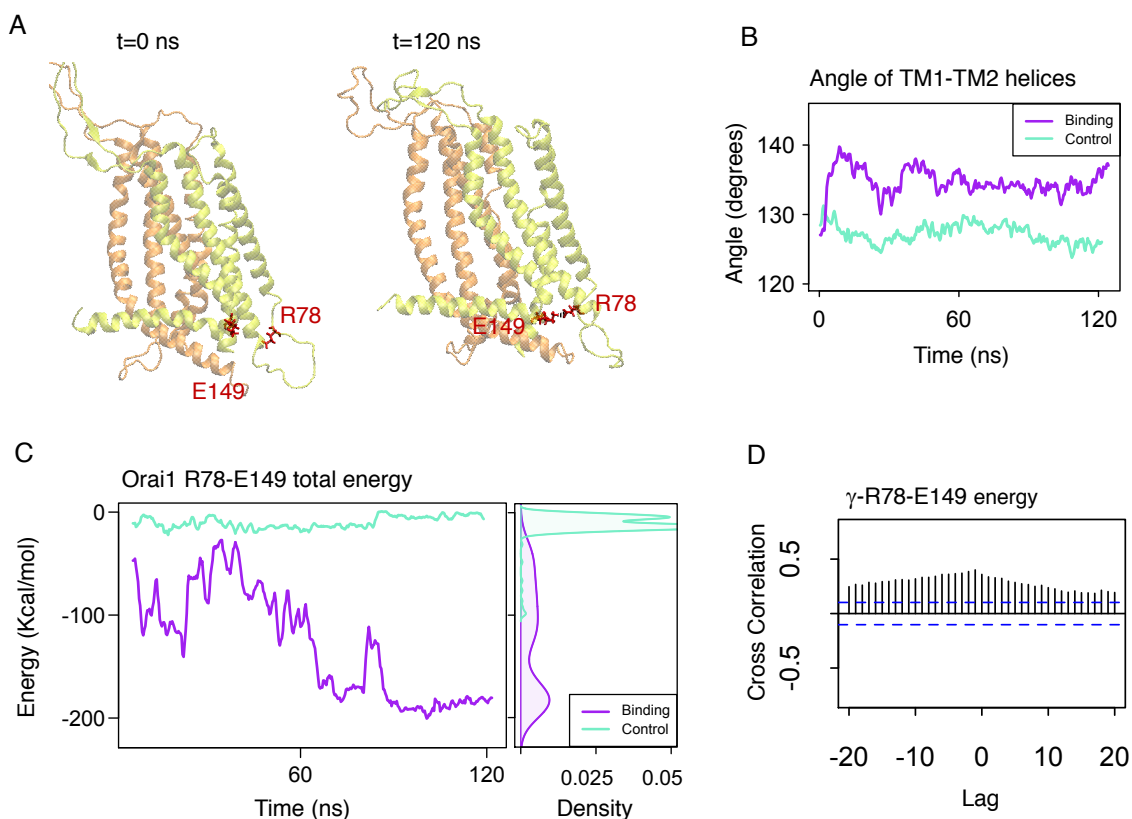 A
t=0 ns
t=120 ns
R78
E149
R78
E149
B
Angle of TM1-TM2 helices
Binding
Control
140
130
120
Angle (degrees)
0
60
120
Time (ns)
C
Orai1 R78-E149 total energy
0
-100
-200
Energy (Kcal/mol)
60
120
Time (ns)
Binding
Control
0.025
0.05
Density
D
γ-R78-E149 energy
0.5
-0.5
Cross Correlation
-20
-10
0
10
20
Lag